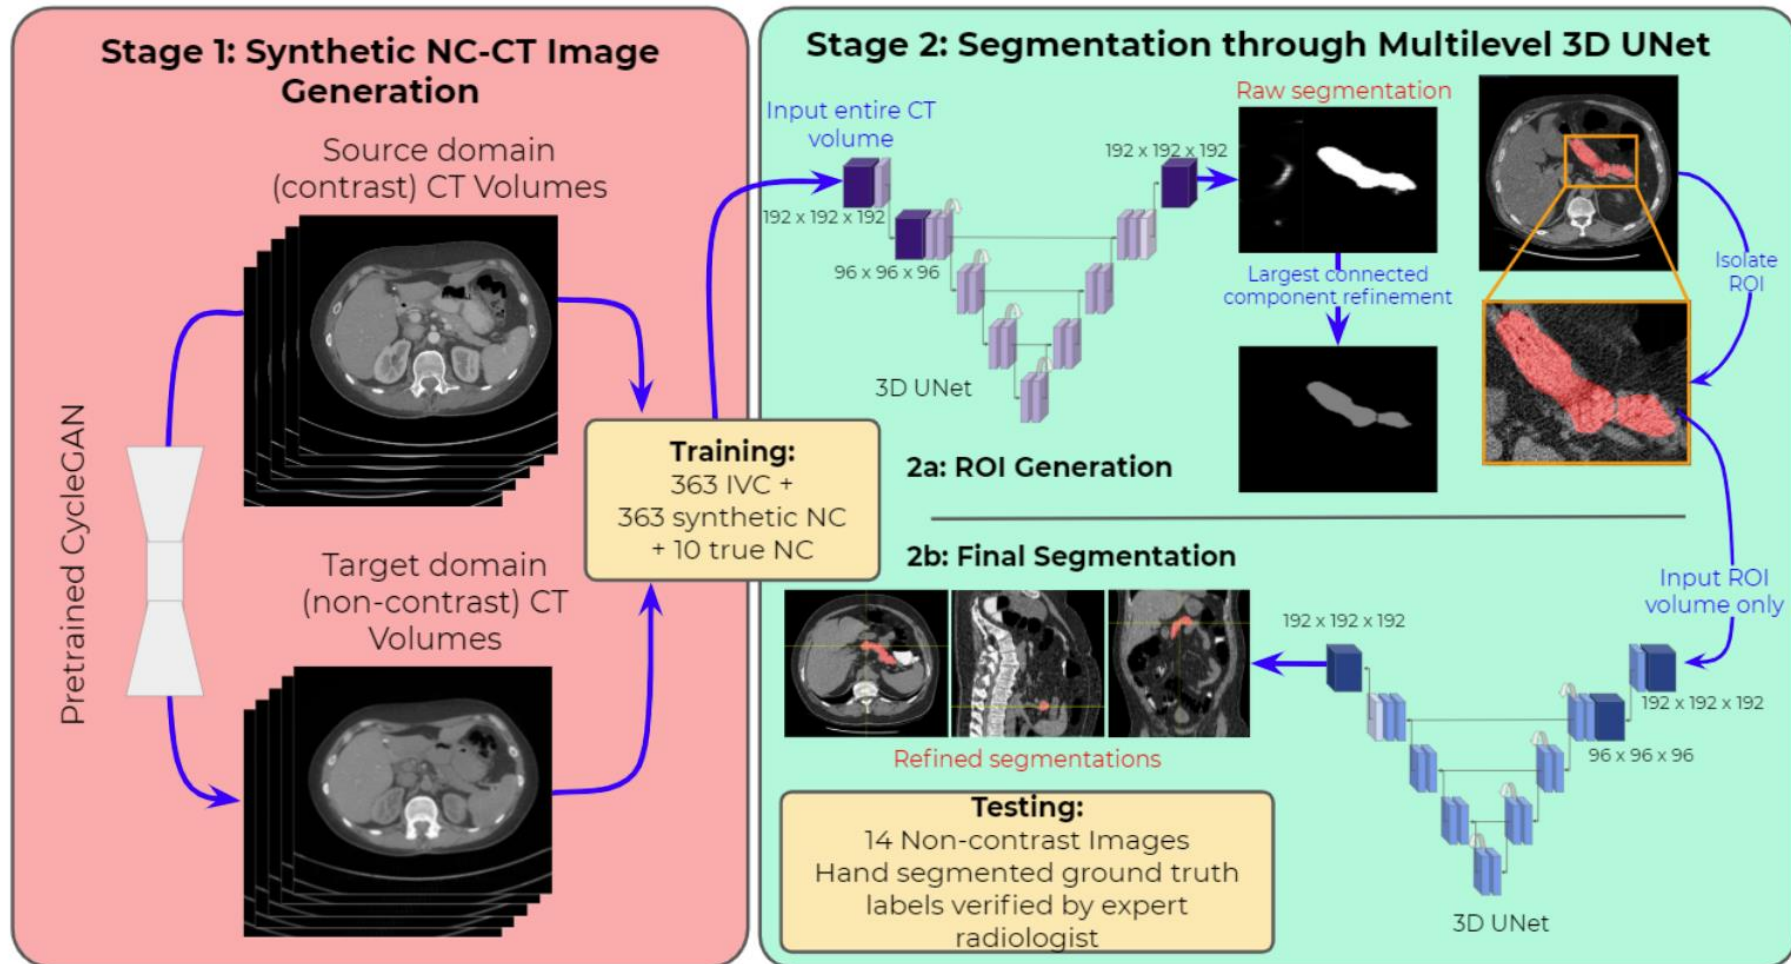 Stage 1: Synthetic NC-CT Image
Generation
Source domain
(contrast) CT Volumes
Pretrained CycleGAN
Target domain
(non-contrast) CT
Volumes
Training:
363 IVC +
363 synthetic NC
+ 10 true NC
Stage 2: Segmentation through Multilevel 3D UNet
Input entire CT
volume
192 x 192 x 192
96 x 96 x 96
192 x 192 x 192
3D UNet
Raw segmentation
Largest connected
component refinement
Isolate
ROI
2a: ROI Generation
2b: Final Segmentation
Input ROI
volume only
192 x 192 x 192
192 x 192 x 192
96 x 96 x 96
3D UNet
Refined segmentations
Testing:
14 Non-contrast Images
Hand segmented ground truth
labels verified by expert
radiologist